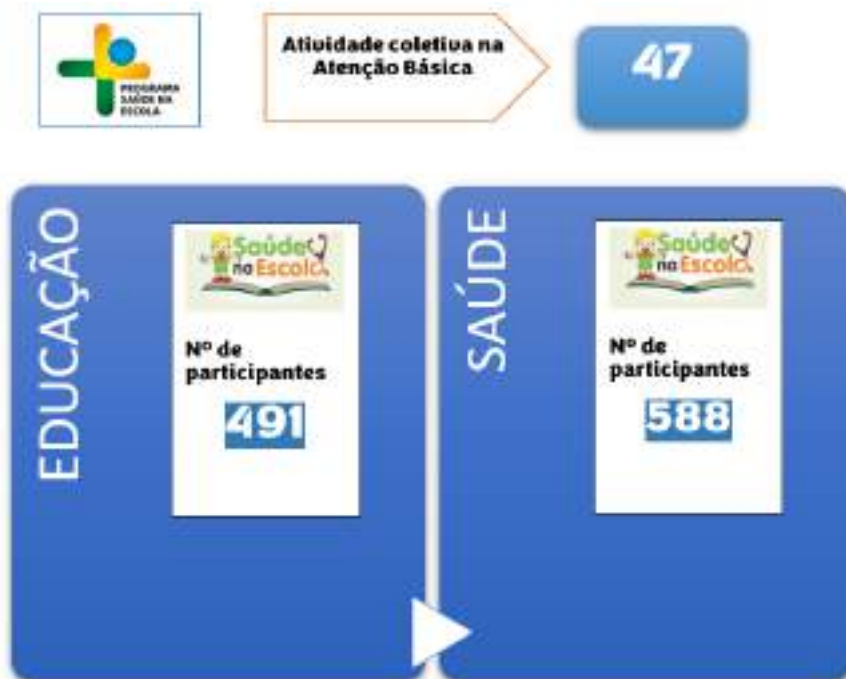 PROGRAMA
SAÚDE NA
ESCOLA
Atividade coletiva na
Atenção Básica
47
EDUCAÇÃO
Saúde
na Escola
Nº de
participantes
491
SAÚDE
Saúde
na Escola
Nº de
participantes
588